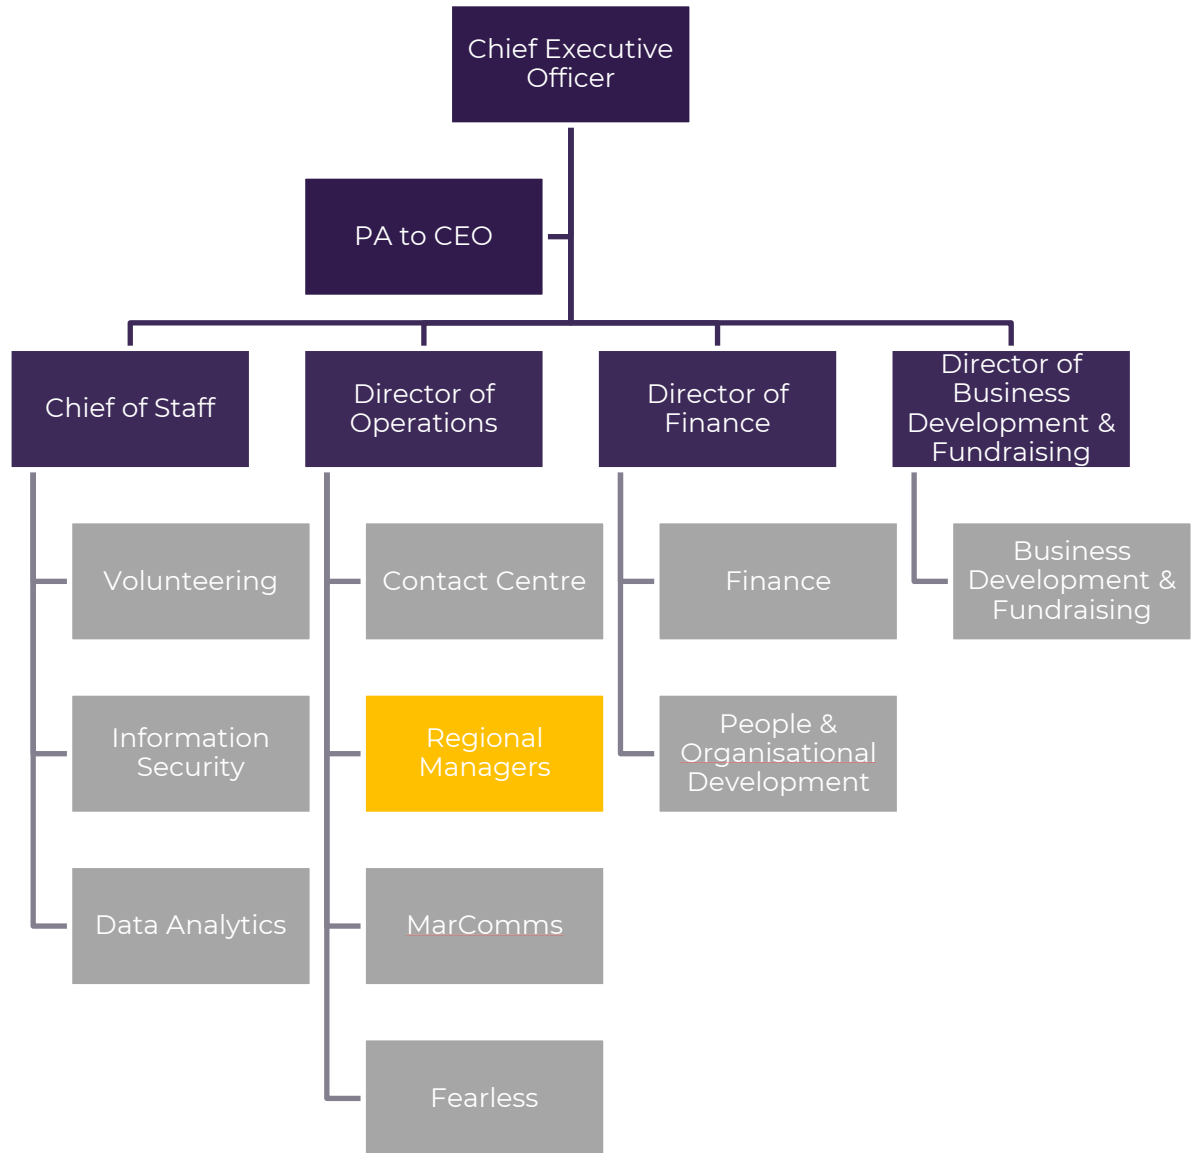 Chief Executive
Officer
PA to CEO
Chief of Staff
Director of
Operations
Director of
Finance
Director of
Business
Development &
Fundraising
Volunteering
Contact Centre
Finance
Business
Development &
Fundraising
Information
Security
Regional
Managers
People &
Organisational
Development
Data Analytics
MarComms
Fearless